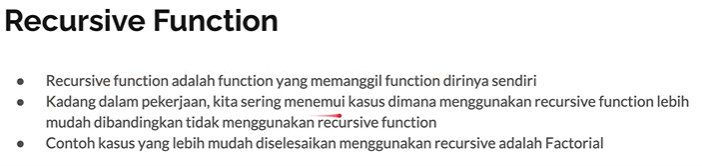 Recursive Function
● Recursive function adalah function yang memanggil function dirinya sendiri
● Kadang dalam pekerjaan, kita sering menemui kasus dimana menggunakan recursive function lebih
mudah dibandingkan tidak menggunakan recursive function
● Contoh kasus yang lebih mudah diselesaikan menggunakan recursive adalah Factorial